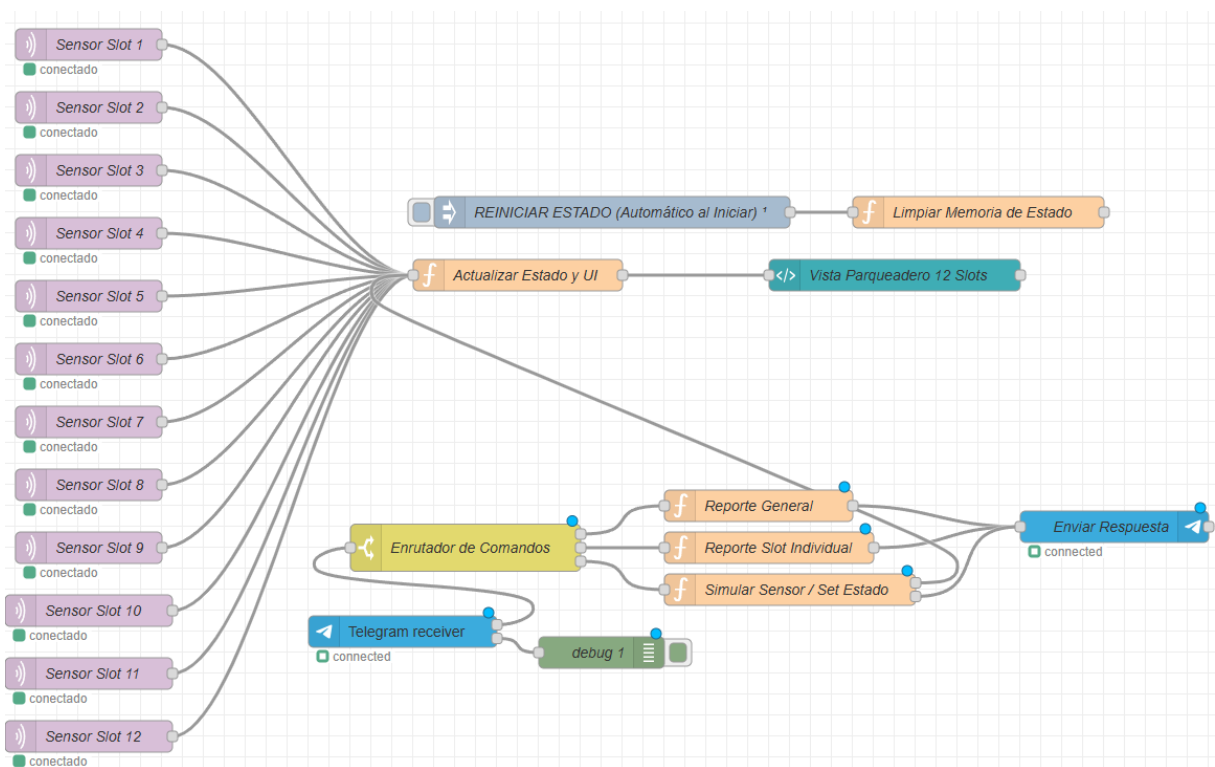 Sensor Slot 1
conectado
Sensor Slot 2
conectado
Sensor Slot 3
conectado
Sensor Slot 4
conectado
Sensor Slot 5
conectado
Sensor Slot 6
conectado
Sensor Slot 7
conectado
Sensor Slot 8
conectado
Sensor Slot 9
conectado
Sensor Slot 10
conectado
Sensor Slot 11
conectado
Sensor Slot 12
conectado
REINICIAR ESTADO (Automático al Iniciar) ¹
Limpiar Memoria de Estado
Actualizar Estado y UI
Vista Parqueadero 12 Slots
Enrutador de Comandos
Reporte General
Reporte Slot Individual
Simular Sensor / Set Estado
Enviar Respuesta
connected
Telegram receiver
connected
debug 1